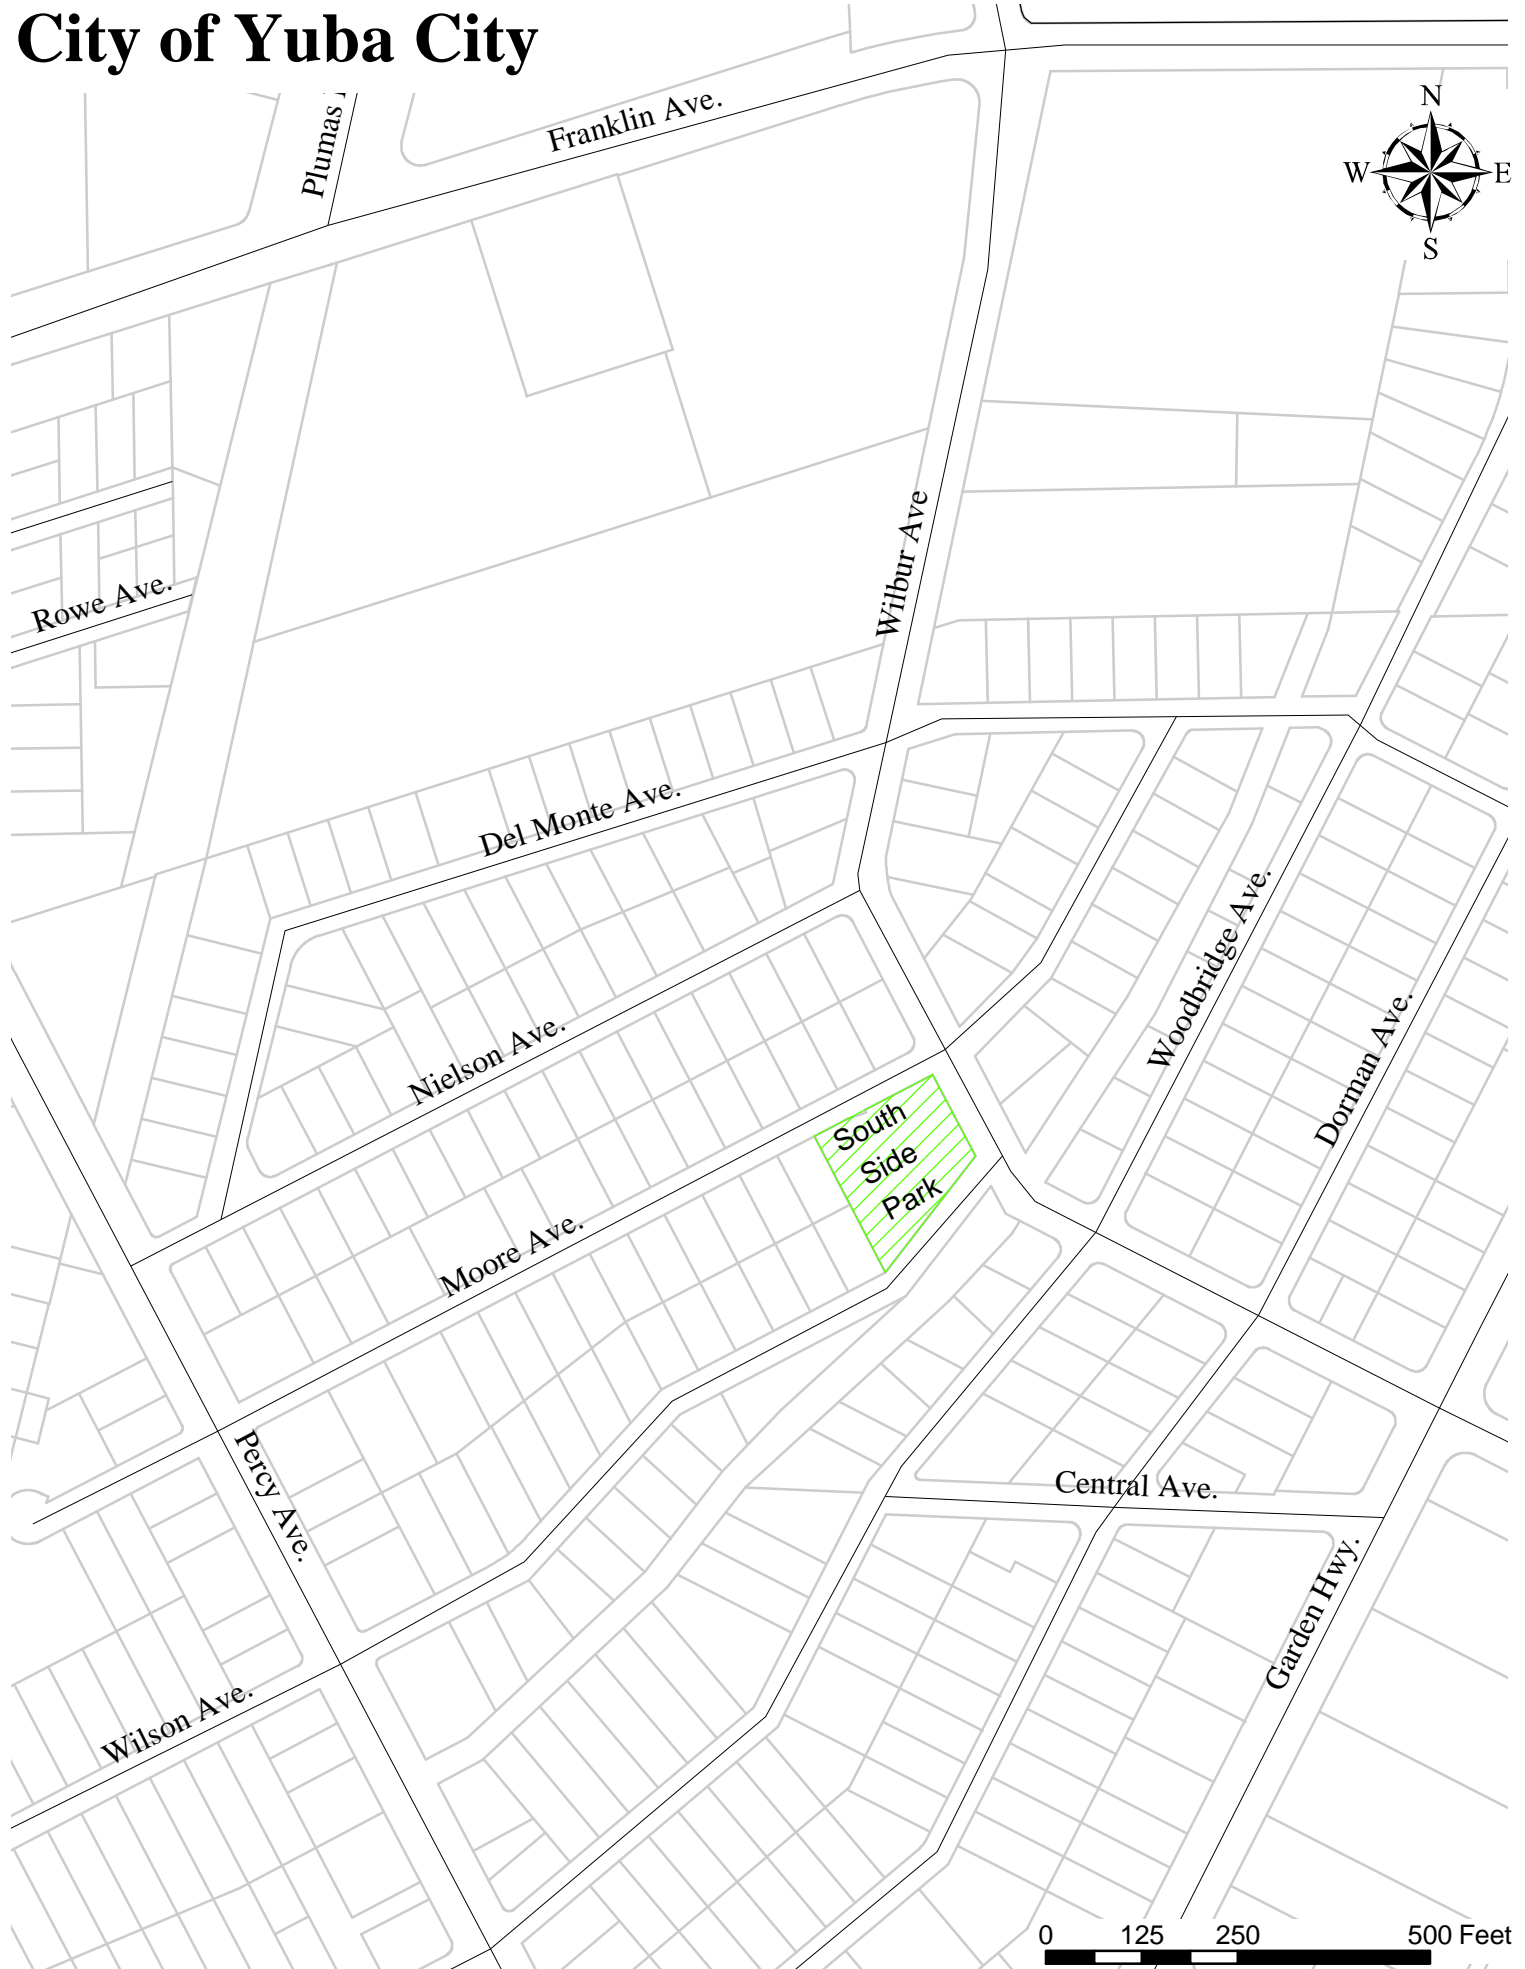 City of Yuba City
Plumas
Franklin Ave.
N
W
E
S
Wilbur Ave
Rowe Ave.
Del Monte Ave.
Woodbridge Ave.
Dorman Ave.
Nielson Ave.
South
Side
Park
Moore Ave.
Percy Ave.
Central Ave.
Garden Hwy.
Wilson Ave.
0 125 250 500 Feet